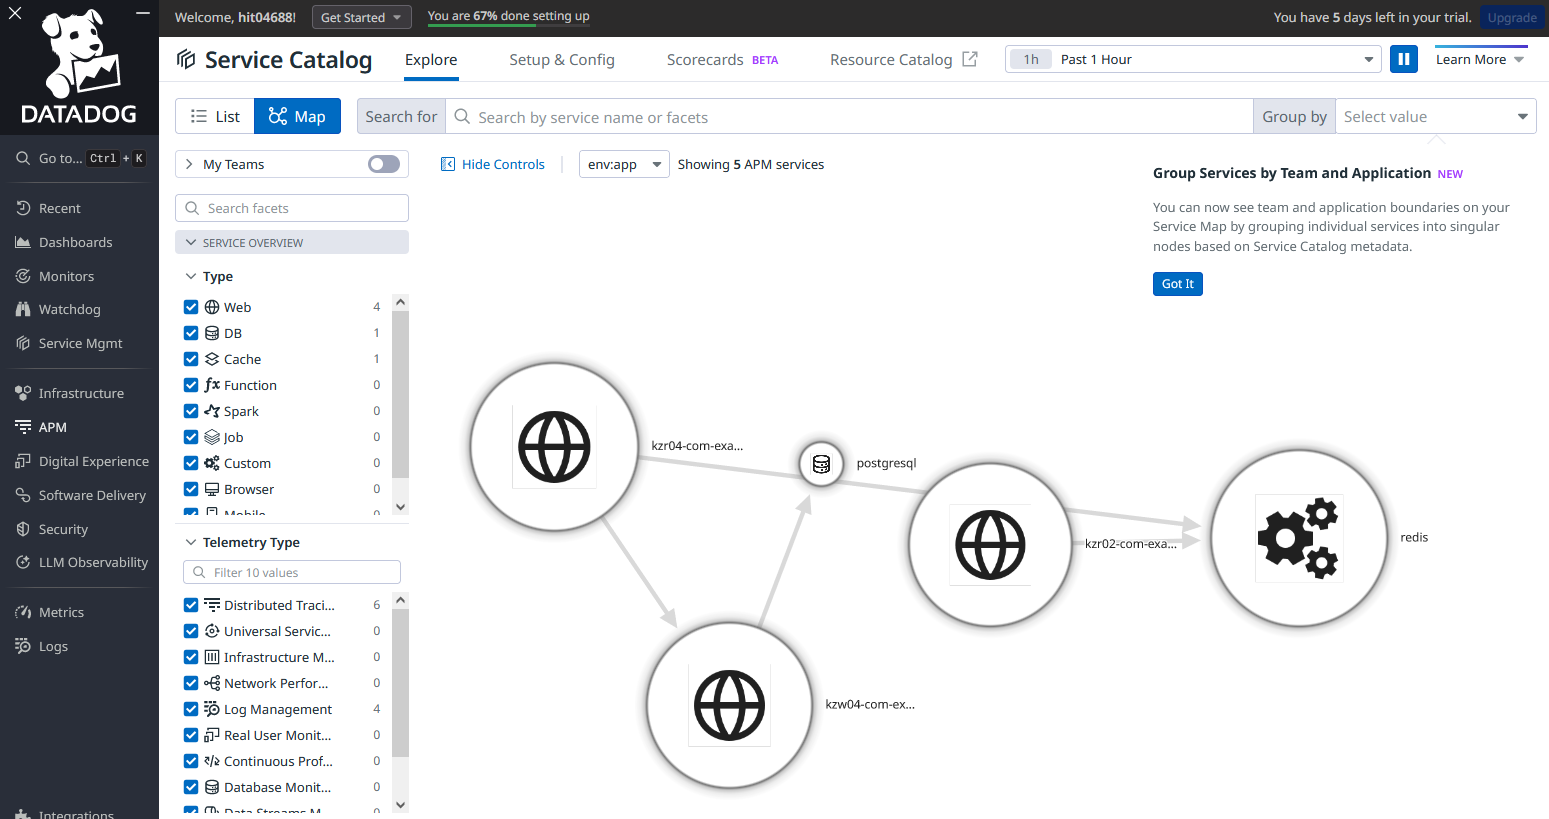 Welcome, hit04688!
Get Started
You are 67% done setting up
You have 5 days left in your trial.
Upgrade
DATADOG
Go to... Ctrl + K
Recent
Dashboards
Monitors
Watchdog
Service Mgmt
Infrastructure
APM
Digital Experience
Software Delivery
Security
LLM Observability
Metrics
Logs
Integrations
Service Catalog
Explore
Setup & Config
Scorecards BETA
Resource Catalog
1h Past 1 Hour
Learn More
List
Map
Search for
Search by service name or facets
Group by
Select value
My Teams
Search facets
SERVICE OVERVIEW
Type
Web 4
DB 1
Cache 1
Function 0
Spark 0
Job 0
Custom 0
Browser 0
Mobile 0
Telemetry Type
Filter 10 values
Distributed Traci... 6
Universal Servic... 0
Infrastructure M... 0
Network Perfor... 0
Log Management 4
Real User Monit... 0
Continuous Prof... 0
Database Monit... 0
Data Streams M... 0
Hide Controls
env:app
Showing 5 APM services
Group Services by Team and Application NEW
You can now see team and application boundaries on your
Service Map by grouping individual services into singular
nodes based on Service Catalog metadata.
Got It
kzr04-com-exa...
postgresql
kzr02-com-exa...
redis
kzw04-com-ex...